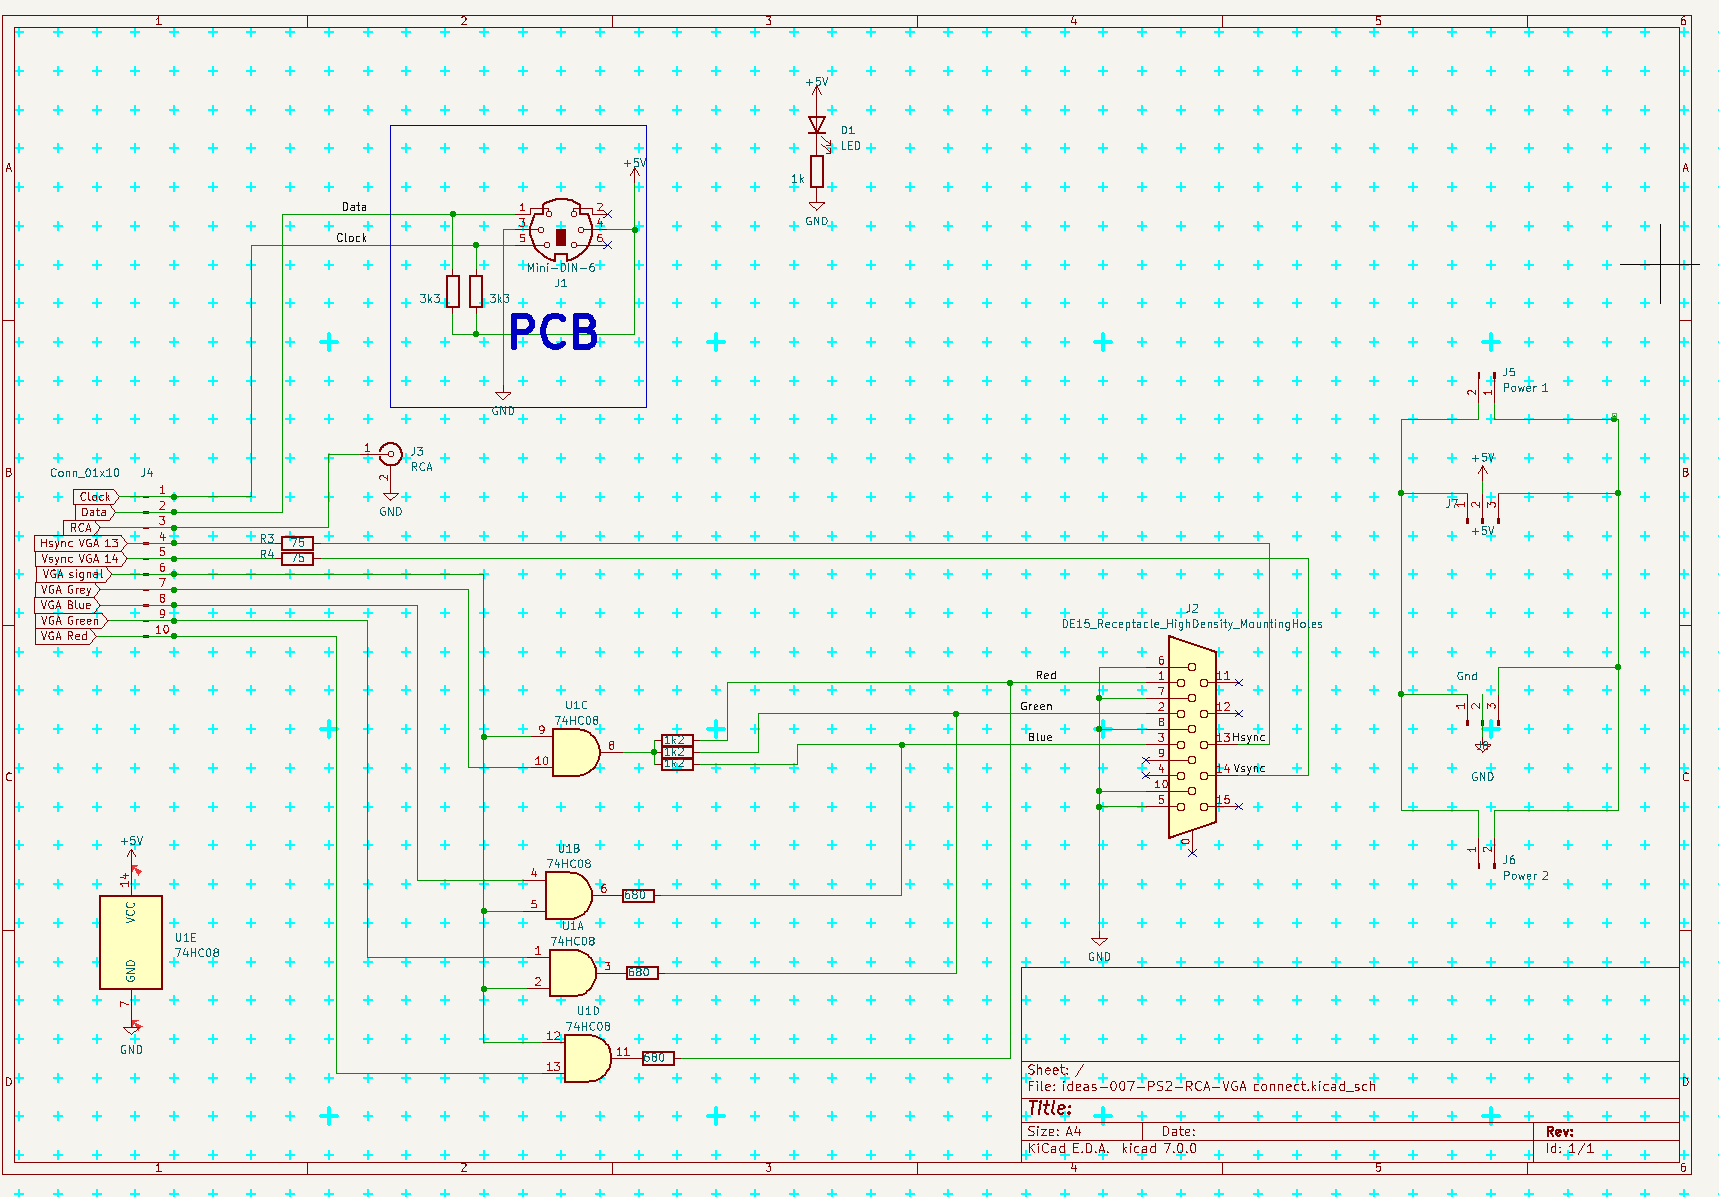 1 2 3 4 5 6
A
B
C
D
A
B
C
D
+5V
D1
LED
1k
GND
+5V
Data
Clock
1
2
3
4
5
6
Mini-DIN-6
J1
3k3
3k3
PCB
GND
1
2
J3
RCA
GND
Conn_01x10 J4
Clock 1
Data 2
RCA 3
Hsync VGA 13 4
Vsync VGA 14 5
VGA signal 6
VGA Grey 7
VGA Blue 8
VGA Green 9
VGA Red 10
R3 75
R4 75
J5
Power 1
2 1
+5V
J7
1 2 3
+5V
Gnd
1 2 3
GND
1 2
J6
Power 2
J2
DE15_Receptacle_HighDensity_MountingHoles
Red
Green
Blue
6
1
7
2
8
3
9
4
10
5
11
12
13 Hsync
14 Vsync
15
0
GND
U1C
74HC08
9
10
8
1k2
1k2
1k2
U1B
74HC08
4
5
6
680
U1A
74HC08
1
2
3
680
U1D
74HC08
12
13
11
680
+5V
14
VCC
GND
7
U1E
74HC08
GND
Sheet: /
File: ideas-007-PS2-RCA-VGA connect.kicad_sch
Title:
Size: A4 Date: Rev:
KiCad E.D.A. kicad 7.0.0 Id: 1/1
1 2 3 4 5 6